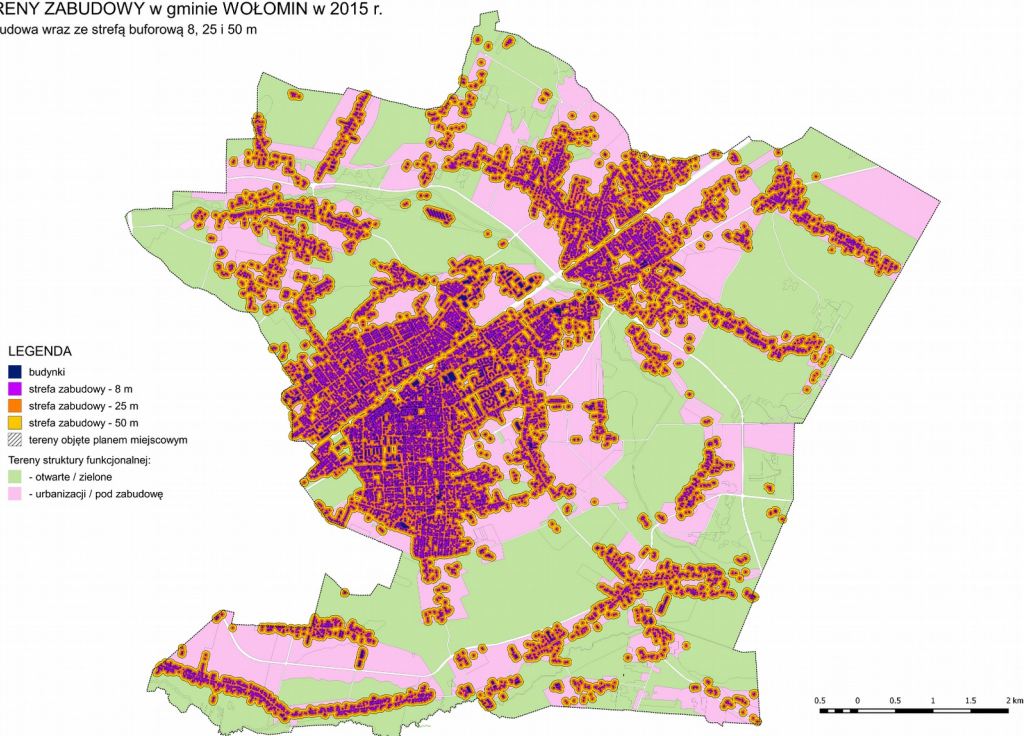 RENY ZABUDOWY w gminie WOŁOMIN w 2015 r.
udowa wraz ze strefą buforową 8, 25 i 50 m
LEGENDA
budynki
strefa zabudowy - 8 m
strefa zabudowy - 25 m
strefa zabudowy - 50 m
tereny objęte planem miejscowym
Tereny struktury funkcjonalnej:
- otwarte / zielone
- urbanizacji / pod zabudowę
0.5 0 0.5 1 1.5 2 km